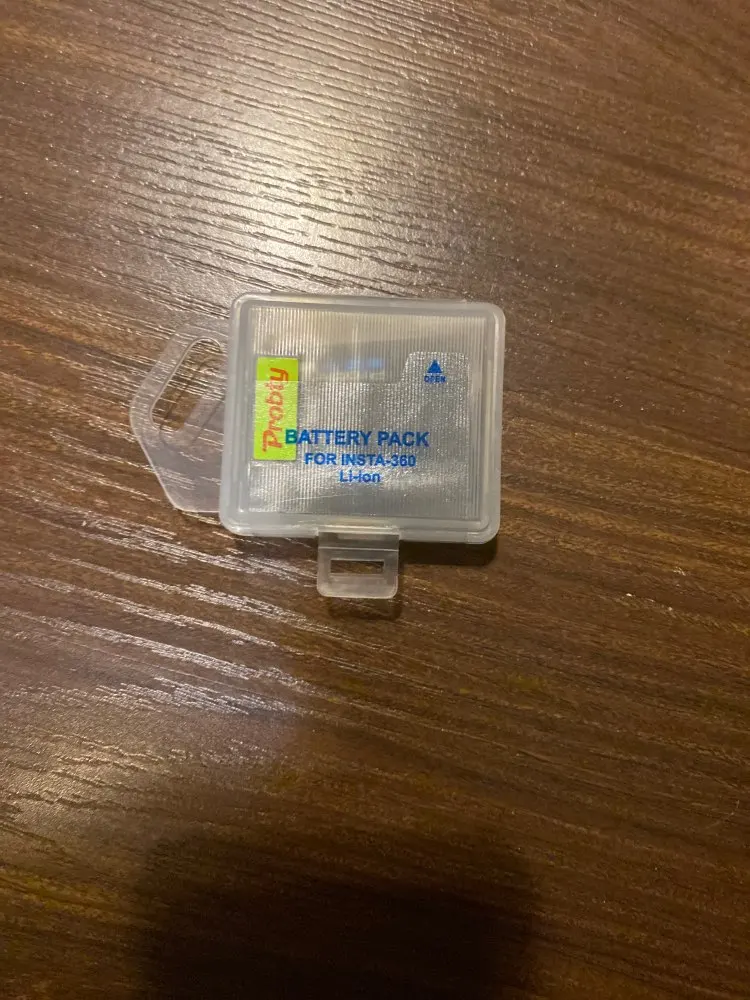 OPEN
Probty
BATTERY PACK
FOR INSTA-360
Li-ion